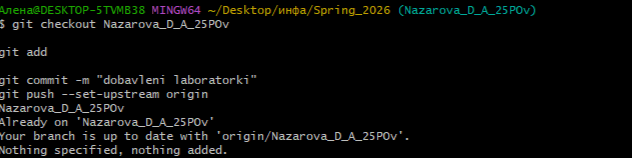 Алена@DESKTOP-5TVMB38 MINGW64 ~/Desktop/инфа/Spring_2026 (Nazarova_D_A_25POv)
$ git checkout Nazarova_D_A_25POv
git add
git commit -m "dobavleni laboratorki"
git push --set-upstream origin
Nazarova_D_A_25POv
Already on 'Nazarova_D_A_25POv'
Your branch is up to date with 'origin/Nazarova_D_A_25POv'.
Nothing specified, nothing added.